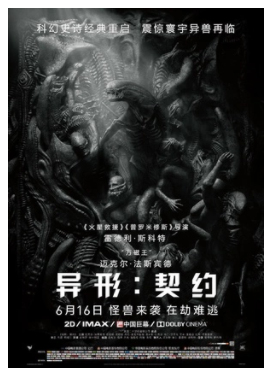 科幻史诗经典重启 震惊寰宇异兽再临
《火星救援》《普罗米修斯》导演
雷德利·斯科特
“万磁王”
迈克尔·法斯宾德
异形：契约
6月16日 怪兽来袭 在劫难逃
2D/IMAX/中国巨幕/DOLBY CINEMA